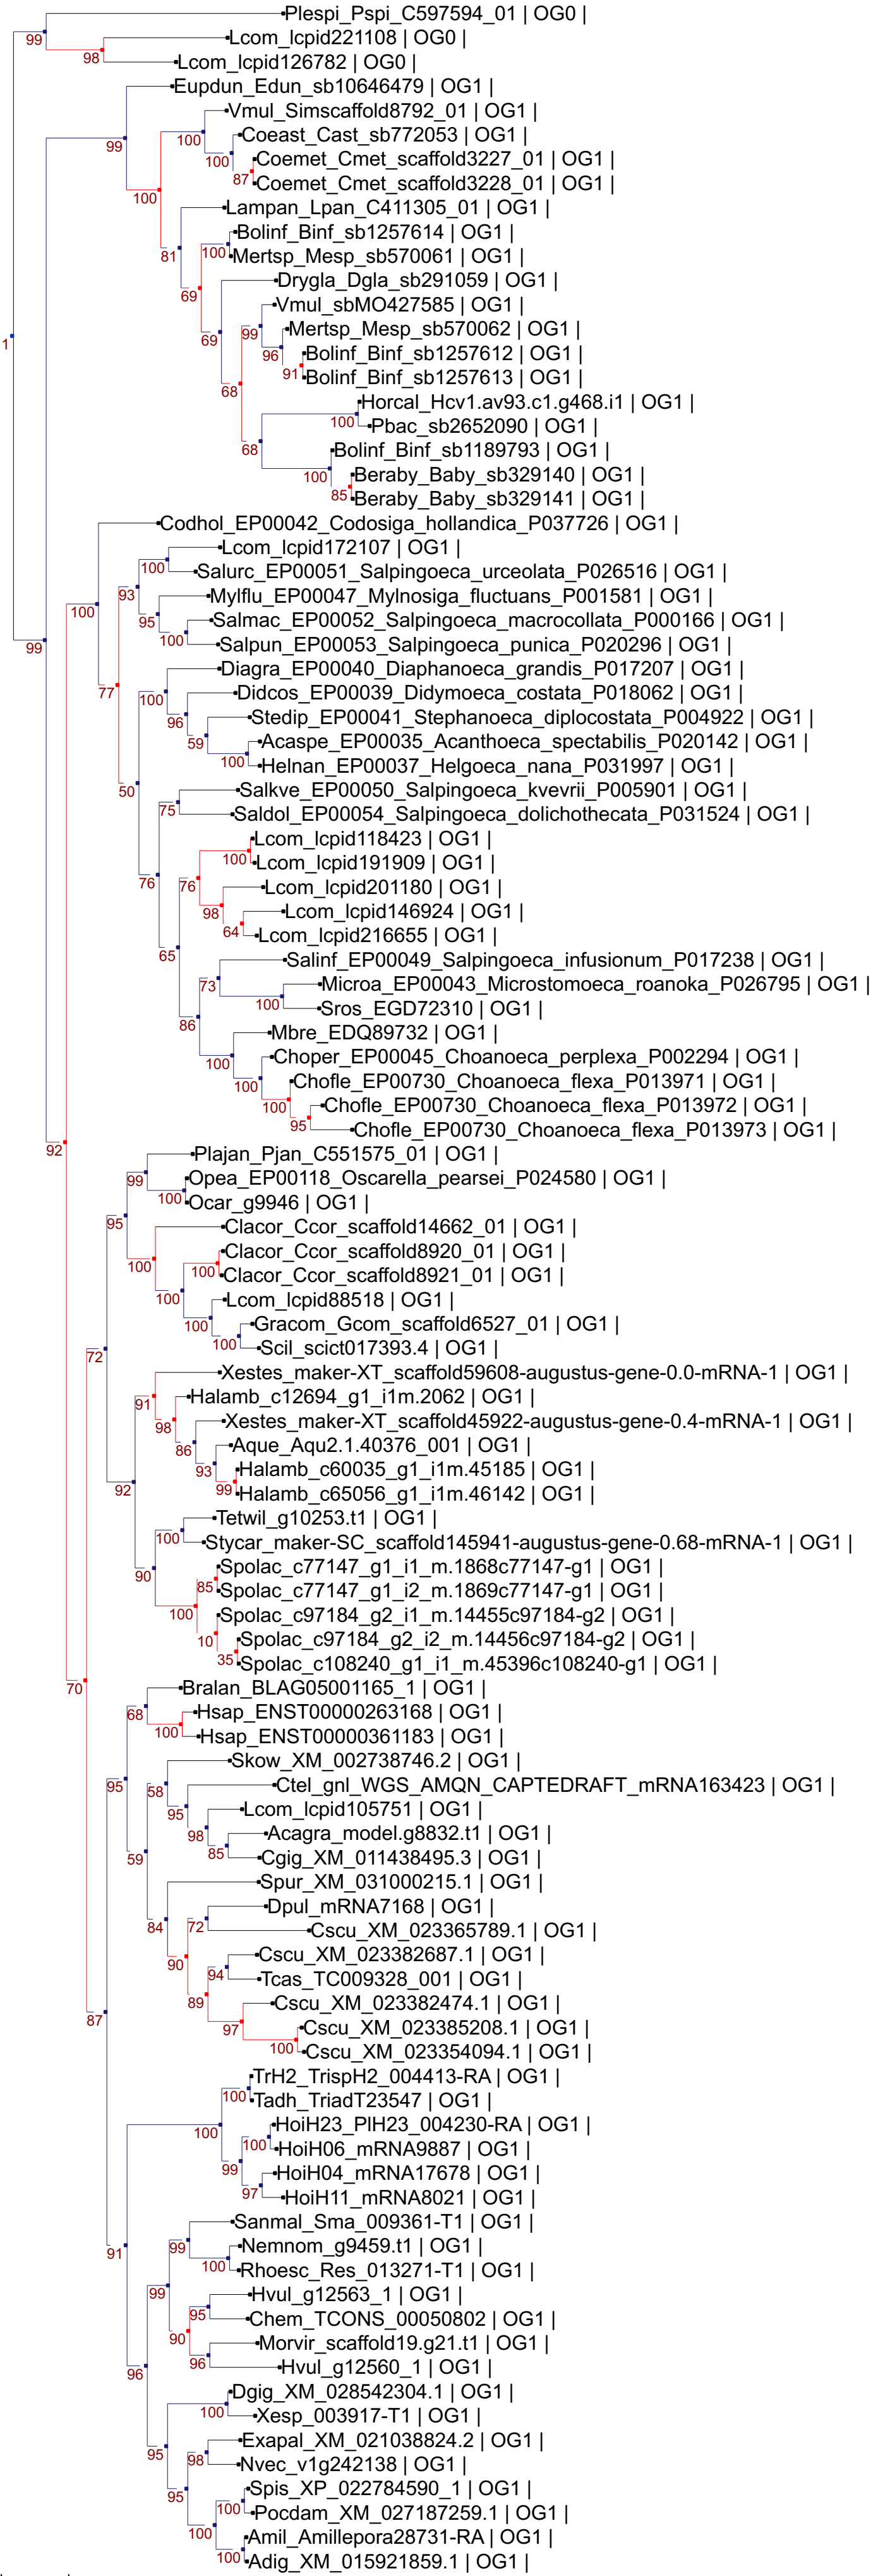 Plespi_Pspi_C597594_01 | OG0 |
99
Lcom_lcpid221108 | OG0 |
98
Lcom_lcpid126782 | OG0 |
Eupdun_Edun_sb10646479 | OG1 |
Vmul_Simscaffold8792_01 | OG1 |
Coeast_Cast_sb772053 | OG1 |
99
100
100
Coemet_Cmet_scaffold3227_01 | OG1 |
87
Coemet_Cmet_scaffold3228_01 | OG1 |
100
Lampan_Lpan_C411305_01 | OG1 |
Bolinf_Binf_sb1257614 | OG1 |
81
100
Mertsp_Mesp_sb570061 | OG1 |
Drygla_Dgla_sb291059 | OG1 |
69
Vmul_sbMO427585 | OG1 |
Mertsp_Mesp_sb570062 | OG1 |
1
69
99
Bolinf_Binf_sb1257612 | OG1 |
96
91
Bolinf_Binf_sb1257613 | OG1 |
68
Horcal_Hcv1.av93.c1.g468.i1 | OG1 |
100
Pbac_sb2652090 | OG1 |
68
Bolinf_Binf_sb1189793 | OG1 |
100
Beraby_Baby_sb329140 | OG1 |
85
Beraby_Baby_sb329141 | OG1 |
Codhol_EP00042_Codosiga_hollandica_P037726 | OG1 |
Lcom_lcpid172107 | OG1 |
100
Salurc_EP00051_Salpingoeca_urceolata_P026516 | OG1 |
93
Mylflu_EP00047_Mylnosiga_fluctuans_P001581 | OG1 |
100
95
Salmac_EP00052_Salpingoeca_macrocollata_P000166 | OG1 |
99
100
Salpun_EP00053_Salpingoeca_punica_P020296 | OG1 |
Diagra_EP00040_Diaphanoeca_grandis_P017207 | OG1 |
77
100
Didcos_EP00039_Didymoeca_costata_P018062 | OG1 |
96
Stedip_EP00041_Stephanoeca_diplocostata_P004922 | OG1 |
59
Acaspe_EP00035_Acanthoeca_spectabilis_P020142 | OG1 |
100
Helnan_EP00037_Helgoeca_nana_P031997 | OG1 |
50
Salkve_EP00050_Salpingoeca_kvevrii_P005901 | OG1 |
75
Saldol_EP00054_Salpingoeca_dolichothecata_P031524 | OG1 |
Lcom_lcpid118423 | OG1 |
100
Lcom_lcpid191909 | OG1 |
76
76
Lcom_lcpid201180 | OG1 |
98
Lcom_lcpid146924 | OG1 |
64
Lcom_lcpid216655 | OG1 |
65
Salinf_EP00049_Salpingoeca_infusionum_P017238 | OG1 |
73
Microa_EP00043_Microstomoeca_roanoka_P026795 | OG1 |
100
Sros_EGD72310 | OG1 |
86
Mbre_EDQ89732 | OG1 |
100
Choper_EP00045_Choanoeca_perplexa_P002294 | OG1 |
100
Chofle_EP00730_Choanoeca_flexa_P013971 | OG1 |
100
Chofle_EP00730_Choanoeca_flexa_P013972 | OG1 |
95
Chofle_EP00730_Choanoeca_flexa_P013973 | OG1 |
92
Plajan_Pjan_C551575_01 | OG1 |
99
Opea_EP00118_Oscarella_pearsei_P024580 | OG1 |
100
Ocar_g9946 | OG1 |
95
Clacor_Ccor_scaffold14662_01 | OG1 |
100
Clacor_Ccor_scaffold8920_01 | OG1 |
100
Clacor_Ccor_scaffold8921_01 | OG1 |
100
Lcom_lcpid88518 | OG1 |
100
Gracom_Gcom_scaffold6527_01 | OG1 |
100
Scil_scict017393.4 | OG1 |
72
Xestes_maker-XT_scaffold59608-augustus-gene-0.0-mRNA-1 | OG1 |
91
Halamb_c12694_g1_i1m.2062 | OG1 |
98
Xestes_maker-XT_scaffold45922-augustus-gene-0.4-mRNA-1 | OG1 |
86
Aque_Aqu2.1.40376_001 | OG1 |
93
Halamb_c60035_g1_i1m.45185 | OG1 |
92
99
Halamb_c65056_g1_i1m.46142 | OG1 |
Tetwil_g10253.t1 | OG1 |
100
Stycar_maker-SC_scaffold145941-augustus-gene-0.68-mRNA-1 | OG1 |
90
Spolac_c77147_g1_i1_m.1868c77147-g1 | OG1 |
85
Spolac_c77147_g1_i2_m.1869c77147-g1 | OG1 |
100
Spolac_c97184_g2_i1_m.14455c97184-g2 | OG1 |
10
Spolac_c97184_g2_i2_m.14456c97184-g2 | OG1 |
35
Spolac_c108240_g1_i1_m.45396c108240-g1 | OG1 |
70
Bralan_BLAG05001165_1 | OG1 |
68
Hsap_ENST00000263168 | OG1 |
100
Hsap_ENST00000361183 | OG1 |
Skow_XM_002738746.2 | OG1 |
95
58
Ctel_gnl_WGS_AMQN_CAPTEDRAFT_mRNA163423 | OG1 |
95
Lcom_lcpid105751 | OG1 |
98
Acagra_model.g8832.t1 | OG1 |
85
Cgig_XM_011438495.3 | OG1 |
59
Spur_XM_031000215.1 | OG1 |
Dpul_mRNA7168 | OG1 |
84
72
Cscu_XM_023365789.1 | OG1 |
90
Cscu_XM_023382687.1 | OG1 |
94
Tcas_TC009328_001 | OG1 |
89
Cscu_XM_023382474.1 | OG1 |
87
97
Cscu_XM_023385208.1 | OG1 |
100
Cscu_XM_023354094.1 | OG1 |
TrH2_TrispH2_004413-RA | OG1 |
100
Tadh_TriadT23547 | OG1 |
100
HoiH23_PlH23_004230-RA | OG1 |
100
HoiH06_mRNA9887 | OG1 |
99
HoiH04_mRNA17678 | OG1 |
97
HoiH11_mRNA8021 | OG1 |
Sanmal_Sma_009361-T1 | OG1 |
91
99
Nemnom_g9459.t1 | OG1 |
100
Rhoesc_Res_013271-T1 | OG1 |
99
Hvul_g12563_1 | OG1 |
95
Chem_TCONS_00050802 | OG1 |
90
Morvir_scaffold19.g21.t1 | OG1 |
96
96
Hvul_g12560_1 | OG1 |
Dgig_XM_028542304.1 | OG1 |
100
Xesp_003917-T1 | OG1 |
95
Exapal_XM_021038824.2 | OG1 |
98
Nvec_v1g242138 | OG1 |
95
Spis_XP_022784590_1 | OG1 |
100
Pocdam_XM_027187259.1 | OG1 |
100
Amil_Amillepora28731-RA | OG1 |
100
Adig_XM_015921859.1 | OG1 |